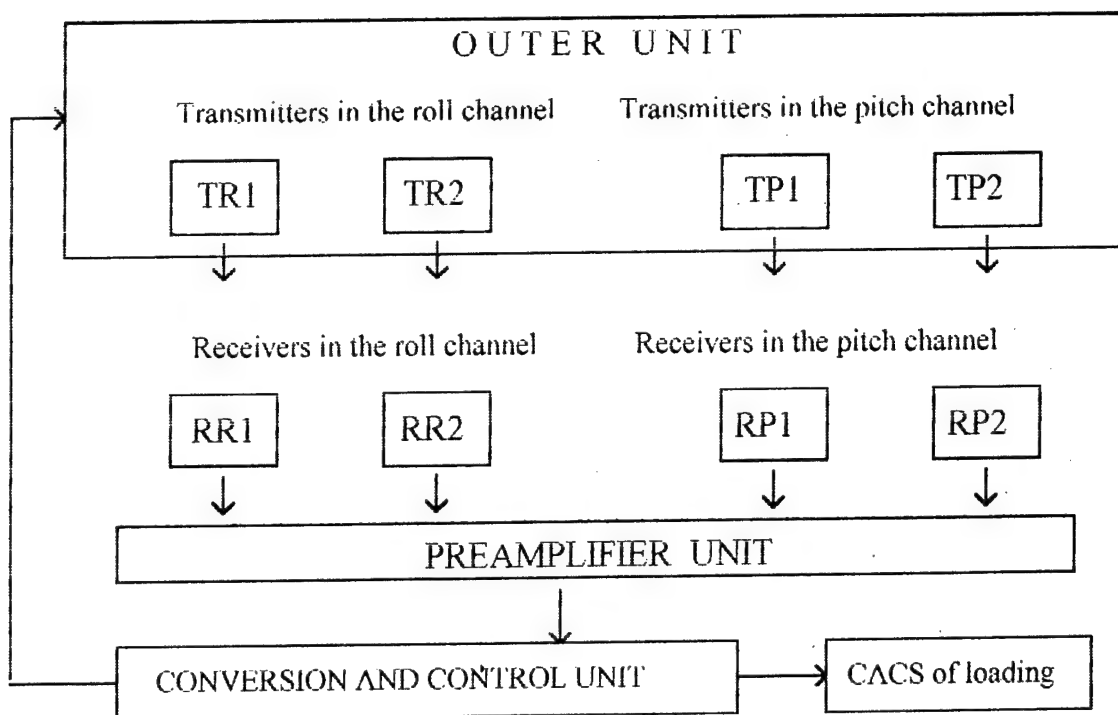 OUTER UNIT
Transmitters in the roll channel Transmitters in the pitch channel
TR1 TR2 TP1 TP2
Receivers in the roll channel Receivers in the pitch channel
RR1 RR2 RP1 RP2
PREAMPLIFIER UNIT
CONVERSION AND CONTROL UNIT CACS of loading